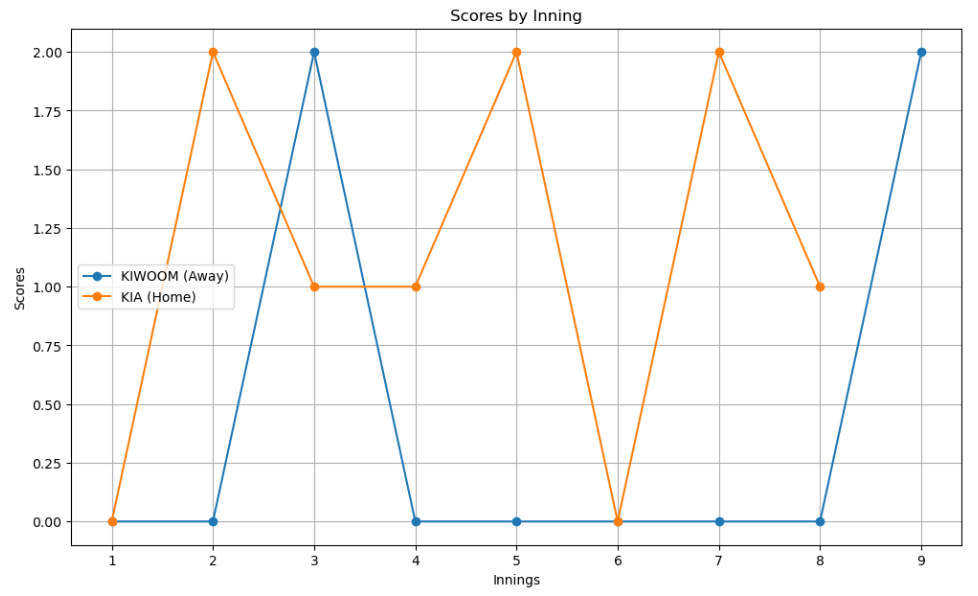 Scores by Inning
2.00
1.75
1.50
1.25
1.00
0.75
0.50
0.25
0.00
Scores
KIWOOM (Away)
KIA (Home)
1 2 3 4 5 6 7 8 9
Innings